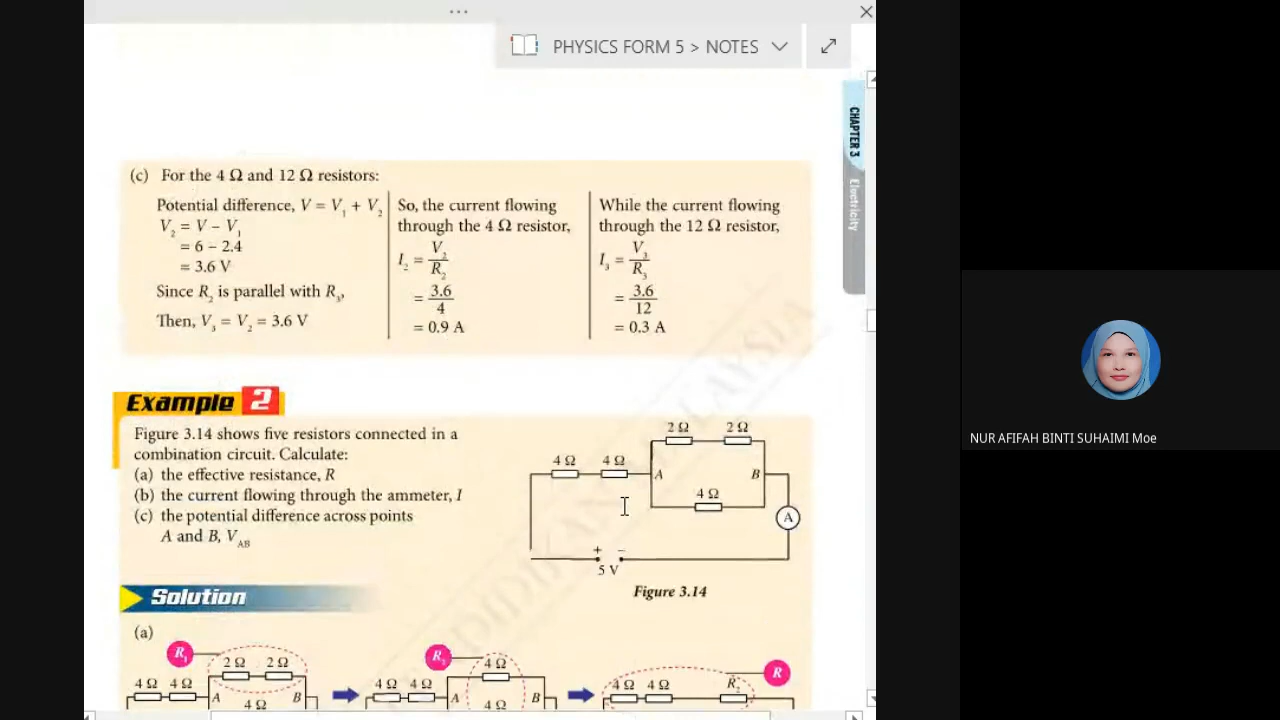 PHYSICS FORM 5 > NOTES
CHAPTER 3
Electricity
(c) For the 4 Ω and 12 Ω resistors:
Potential difference, V = V₁ + V₂
V₂ = V – V₁
= 6 – 2.4
= 3.6 V
Since R₂ is parallel with R₃,
Then, V₃ = V₂ = 3.6 V
So, the current flowing
through the 4 Ω resistor,
I₂ = V₂/R₂
= 3.6/4
= 0.9 A
While the current flowing
through the 12 Ω resistor,
I₃ = V₃/R₃
= 3.6/12
= 0.3 A
Example 2
Figure 3.14 shows five resistors connected in a
combination circuit. Calculate:
(a) the effective resistance, R
(b) the current flowing through the ammeter, I
(c) the potential difference across points
A and B, V_AB
2 Ω 2 Ω
4 Ω 4 Ω
A B
4 Ω
A
+ –
5 V
Figure 3.14
Solution
(a)
R₁ 2 Ω 2 Ω
4 Ω 4 Ω A B
4 Ω
4 Ω
4 Ω 4 Ω A B
4 Ω
R
4 Ω 4 Ω
NUR AFIFAH BINTI SUHAIMI Moe